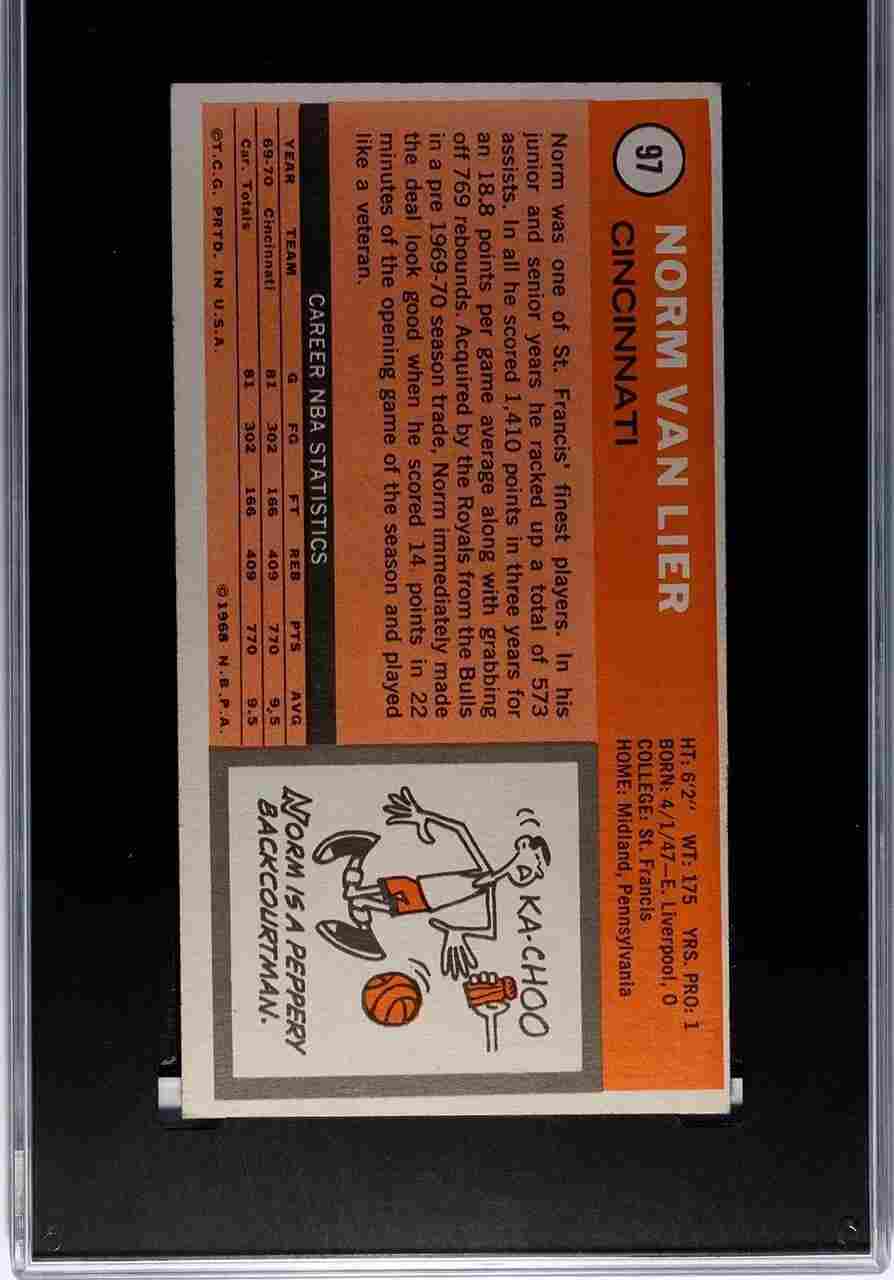 97
NORM VAN LIER
CINCINNATI
HT: 6'2" WT: 175 YRS. PRO: 1
BORN: 4/1/47—E. Liverpool, O
COLLEGE: St. Francis
HOME: Midland, Pennsylvania
Norm was one of St. Francis' finest players. In his
junior and senior years he racked up a total of 573
assists. In all he scored 1,410 points in three years for
an 18.8 points per game average along with grabbing
off 769 rebounds. Acquired by the Royals from the Bulls
in a pre 1969-70 season trade, Norm immediately made
the deal look good when he scored 14 points in 22
minutes of the opening game of the season and played
like a veteran.
CAREER NBA STATISTICS
YEAR TEAM G FG FT REB PTS AVG
69-70 Cincinnati 81 302 166 409 770 9.5
Car. Totals 81 302 166 409 770 9.5
©T.C.G. PRTD. IN U.S.A. ©1968 N.B.P.A.
KA-CHOO
NORM IS A PEPPERY
BACKCOURTMAN.